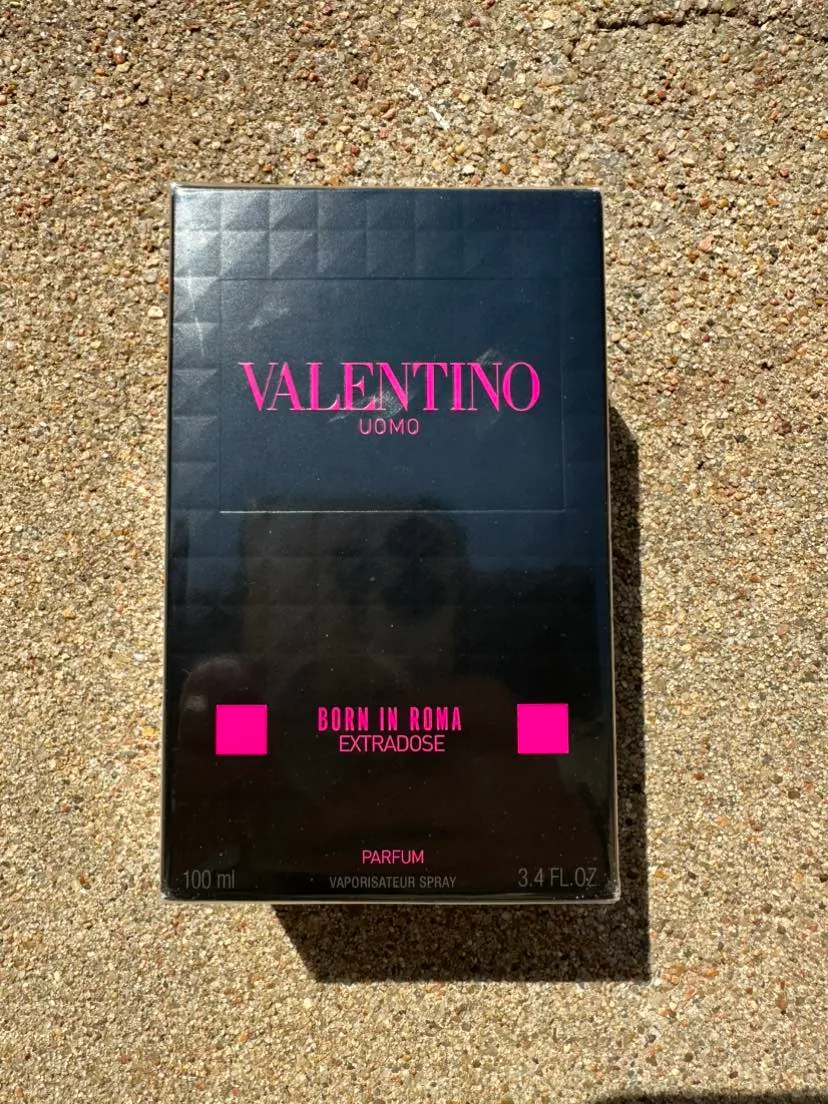 VALENTINO
UOMO
BORN IN ROMA
EXTRADOSE
PARFUM
100 ml VAPORISATEUR SPRAY 3.4 FL.OZ